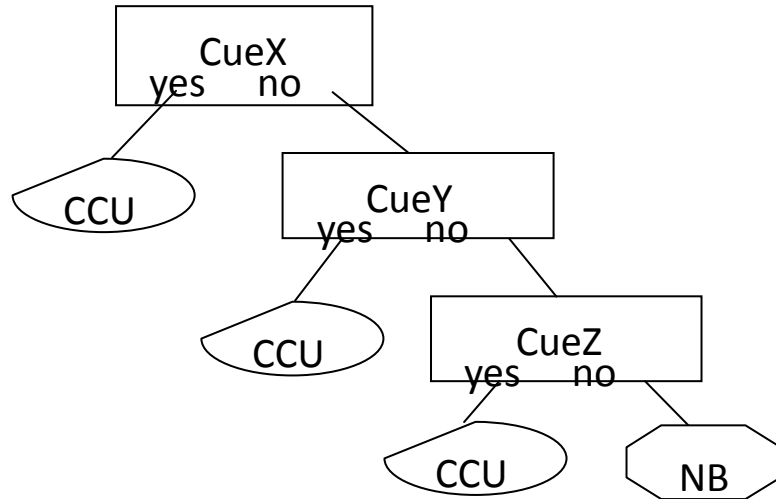 CueX
yes no
CCU
CueY
yes no
CCU
CueZ
yes no
CCU
NB